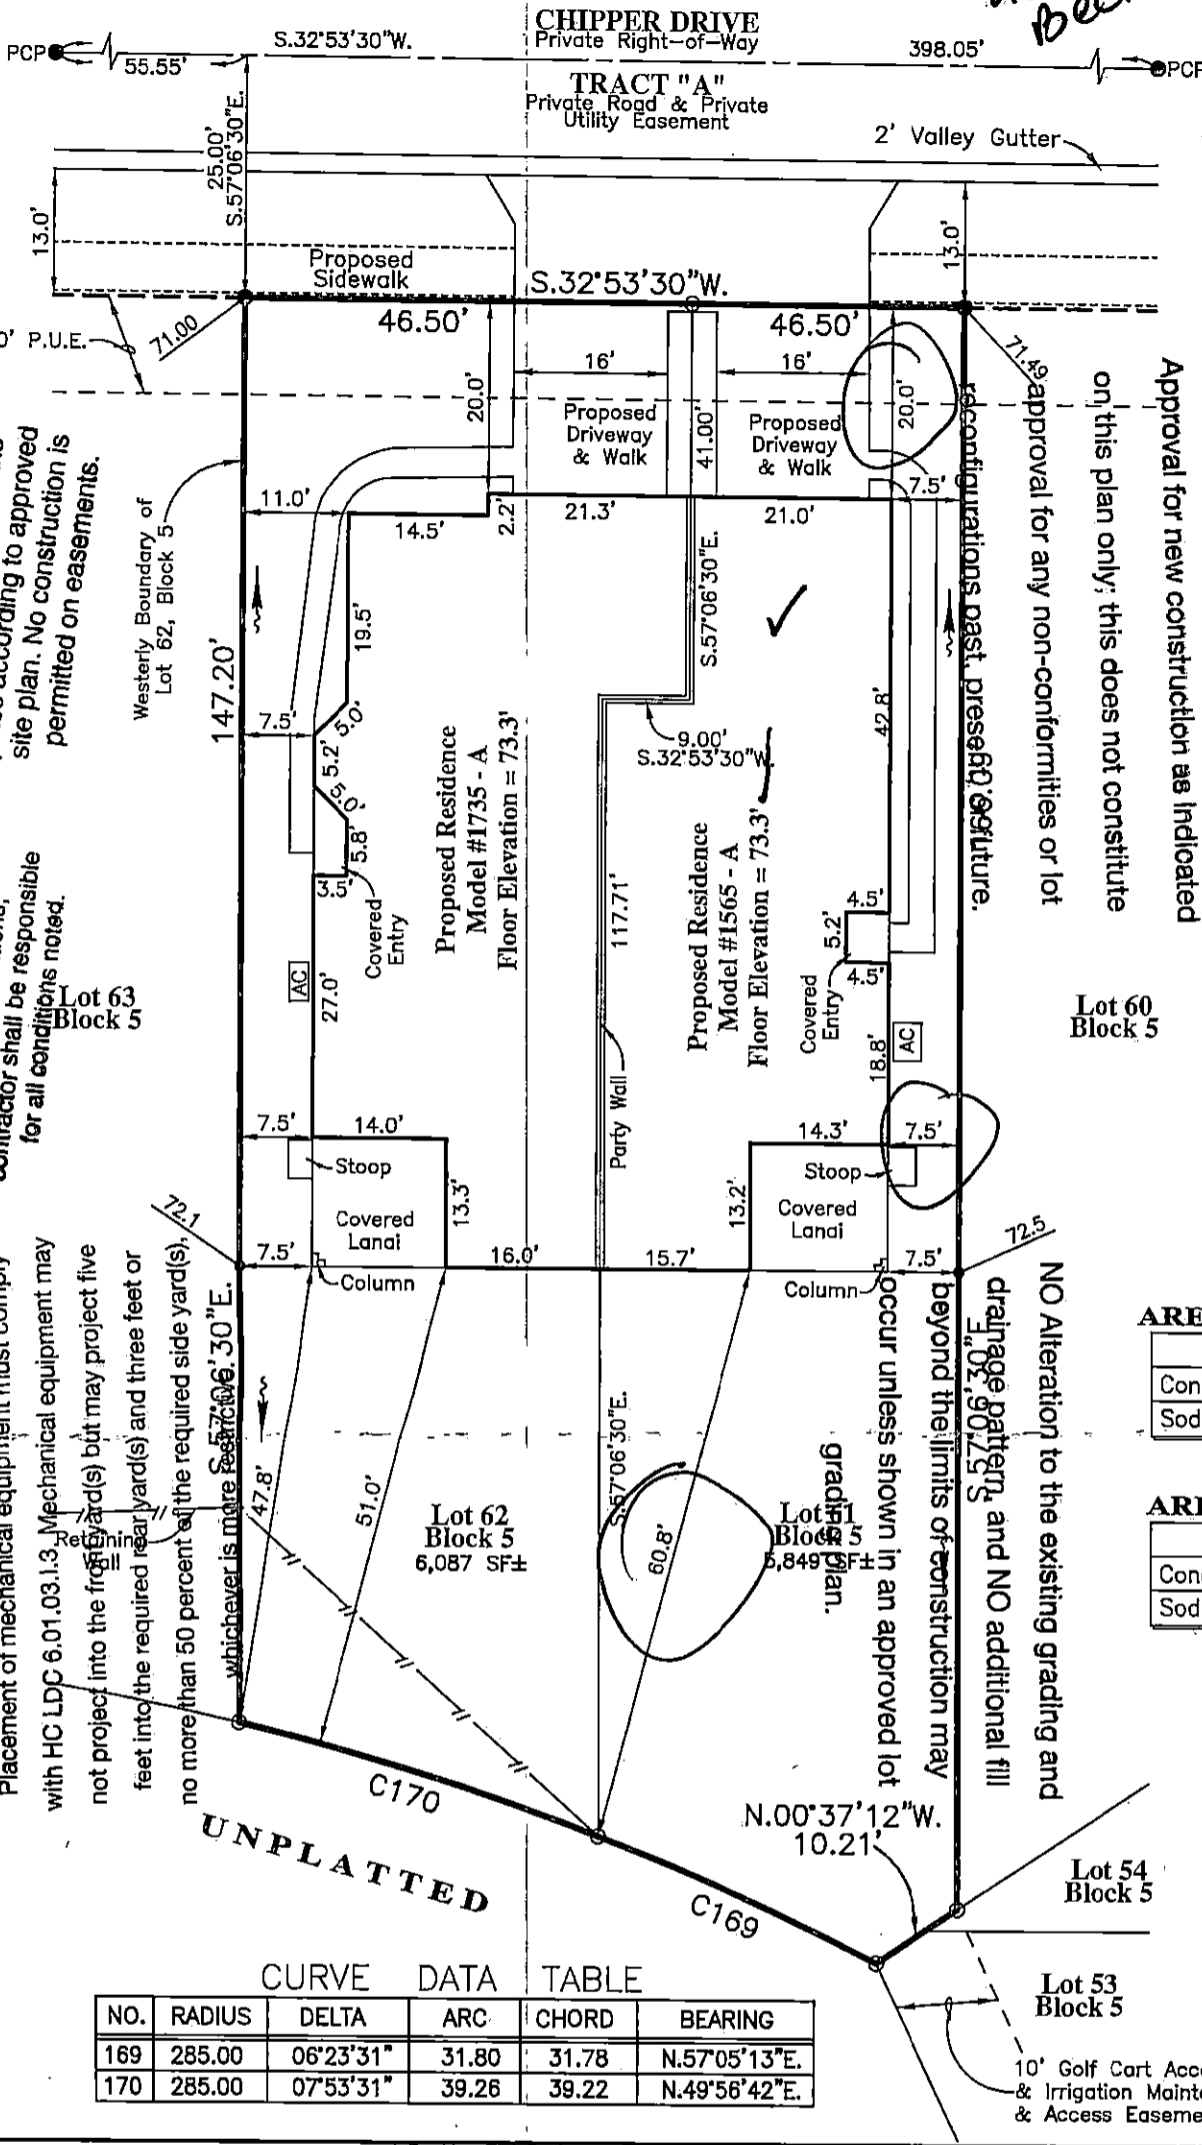 CHIPPER DRIVE
Private Right-of-Way
PCP
S.32°53'30"W.
398.05'
PCP
55.55'
TRACT "A"
Private Road & Private
Utility Easement
2' Valley Gutter
25.00'
S.57°06'30"E.
13.0'
13.0'
Proposed
Sidewalk
S.32°53'30"W.
46.50'
46.50'
0' P.U.E.
71.00
71.49
16'
16'
20.0'
20.0'
Proposed
Driveway
& Walk
41.00'
Proposed
Driveway
& Walk
according to approved
site plan. No construction is
permitted on easements.
Approval for new construction as indicated
on this plan only; this does not constitute
approval for any non-conformities or lot
reconfigurations past, present, or future.
Westerly Boundary of
Lot 62, Block 5
11.0'
14.5'
2.2'
21.3'
21.0'
7.5'
147.20'
19.5'
S.57°06'30"E.
42.8'
7.5'
5.0'
5.2'
5.0'
5.8'
3.5'
Covered
Entry
9.00'
S.32°53'30"W.
Proposed Residence
Model #1735 - A
Floor Elevation = 73.3'
Proposed Residence
Model #1565 - A
Floor Elevation = 73.3'
117.71'
4.5'
5.2'
4.5'
Covered
Entry
contractor shall be responsible
for all conditions noted.
Lot 63
Block 5
Lot 60
Block 5
AC
27.0'
18.8'
AC
Party Wall
7.5'
14.0'
14.3'
7.5'
Stoop
Stoop
Covered
Lanai
13.3'
13.2'
Covered
Lanai
72.1
72.5
7.5'
16.0'
15.7'
7.5'
Column
Column
S.57°06'30"E.
S.57°06'30"E.
S 57°06'30" E
Placement of mechanical equipment must comply
with HC LDC 6.01.03.I.3. Mechanical equipment may
not project into the front yard(s) but may project five
feet into the required rear yard(s) and three feet or
no more than 50 percent of the required side yard(s),
whichever is more restrictive.
NO Alteration to the existing grading and
drainage pattern, and NO additional fill
beyond the limits of construction may
occur unless shown in an approved lot
grading plan.
ARE
Con
Sod
ARE
Con
Sod
Retaining
Wall
47.8'
51.0'
60.8'
Lot 62
Block 5
6,087 SF±
Lot 61
Block 5
5,849 SF±
C170
UNPLATTED
C169
N.00°37'12"W.
10.21'
Lot 54
Block 5
Lot 53
Block 5
10' Golf Cart Acc
& Irrigation Maint
& Access Easeme
CURVE DATA TABLE
NO. RADIUS DELTA ARC CHORD BEARING
169 285.00 06°23'31" 31.80 31.78 N.57°05'13"E.
170 285.00 07°53'31" 39.26 39.22 N.49°56'42"E.